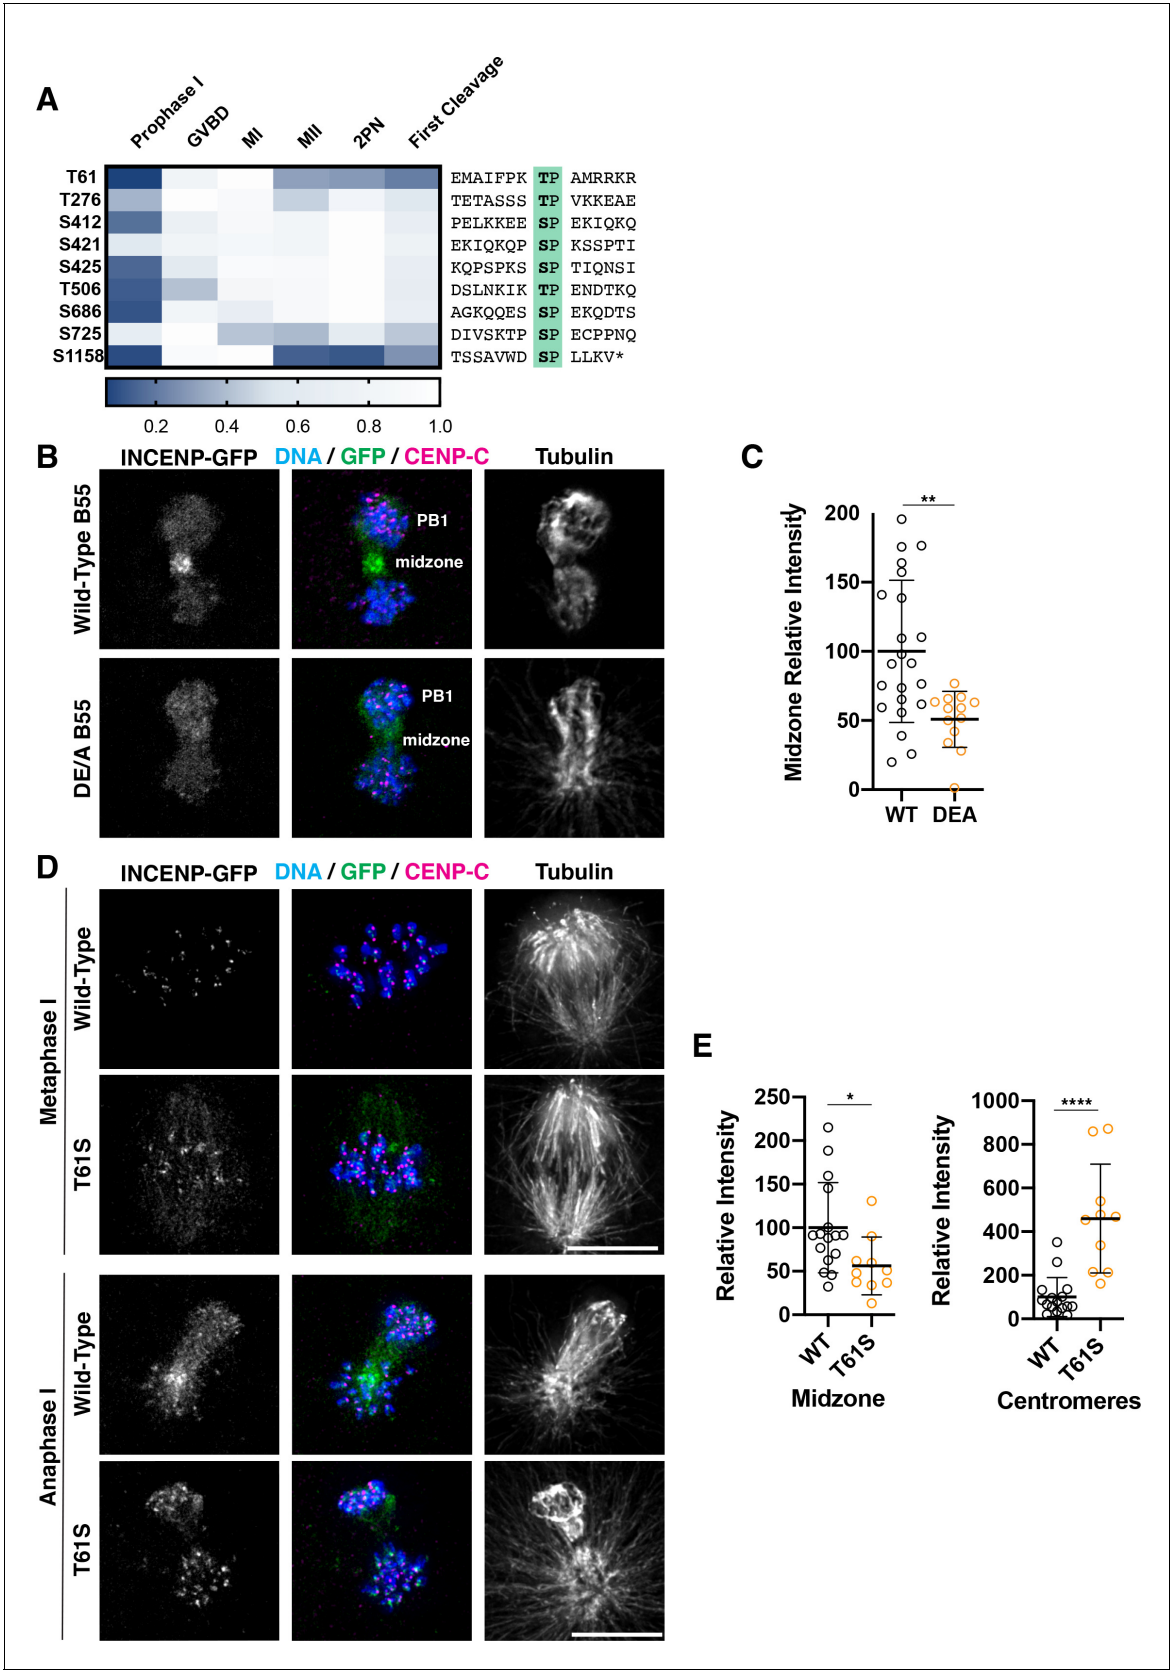 A
Prophase I
GVBD
MI
MII
2PN
First Cleavage
T61 EMAIFPK TP AMRRKR
T276 TETASSS TP VKKEAE
S412 PELKKEE SP EKIQKQ
S421 EKIQKQP SP KSSPTI
S425 KQPSPKS SP TIQNSI
T506 DSLNKIK TP ENDTKQ
S686 AGKQQES SP EKQDTS
S725 DIVSKTP SP ECPPNQ
S1158 TSSAVWD SP LLKV*
0.2 0.4 0.6 0.8 1.0
B
INCENP-GFP DNA / GFP / CENP-C Tubulin
Wild-Type B55
PB1
midzone
DE/A B55
PB1
midzone
C
Midzone Relative Intensity
200
150
100
50
0
**
WT DEA
D
INCENP-GFP DNA / GFP / CENP-C Tubulin
Metaphase I
Wild-Type
T61S
Anaphase I
Wild-Type
T61S
E
Relative Intensity
250
200
150
100
50
0
*
WT T61S
Midzone
Relative Intensity
1000
800
600
400
200
0
****
WT T61S
Centromeres